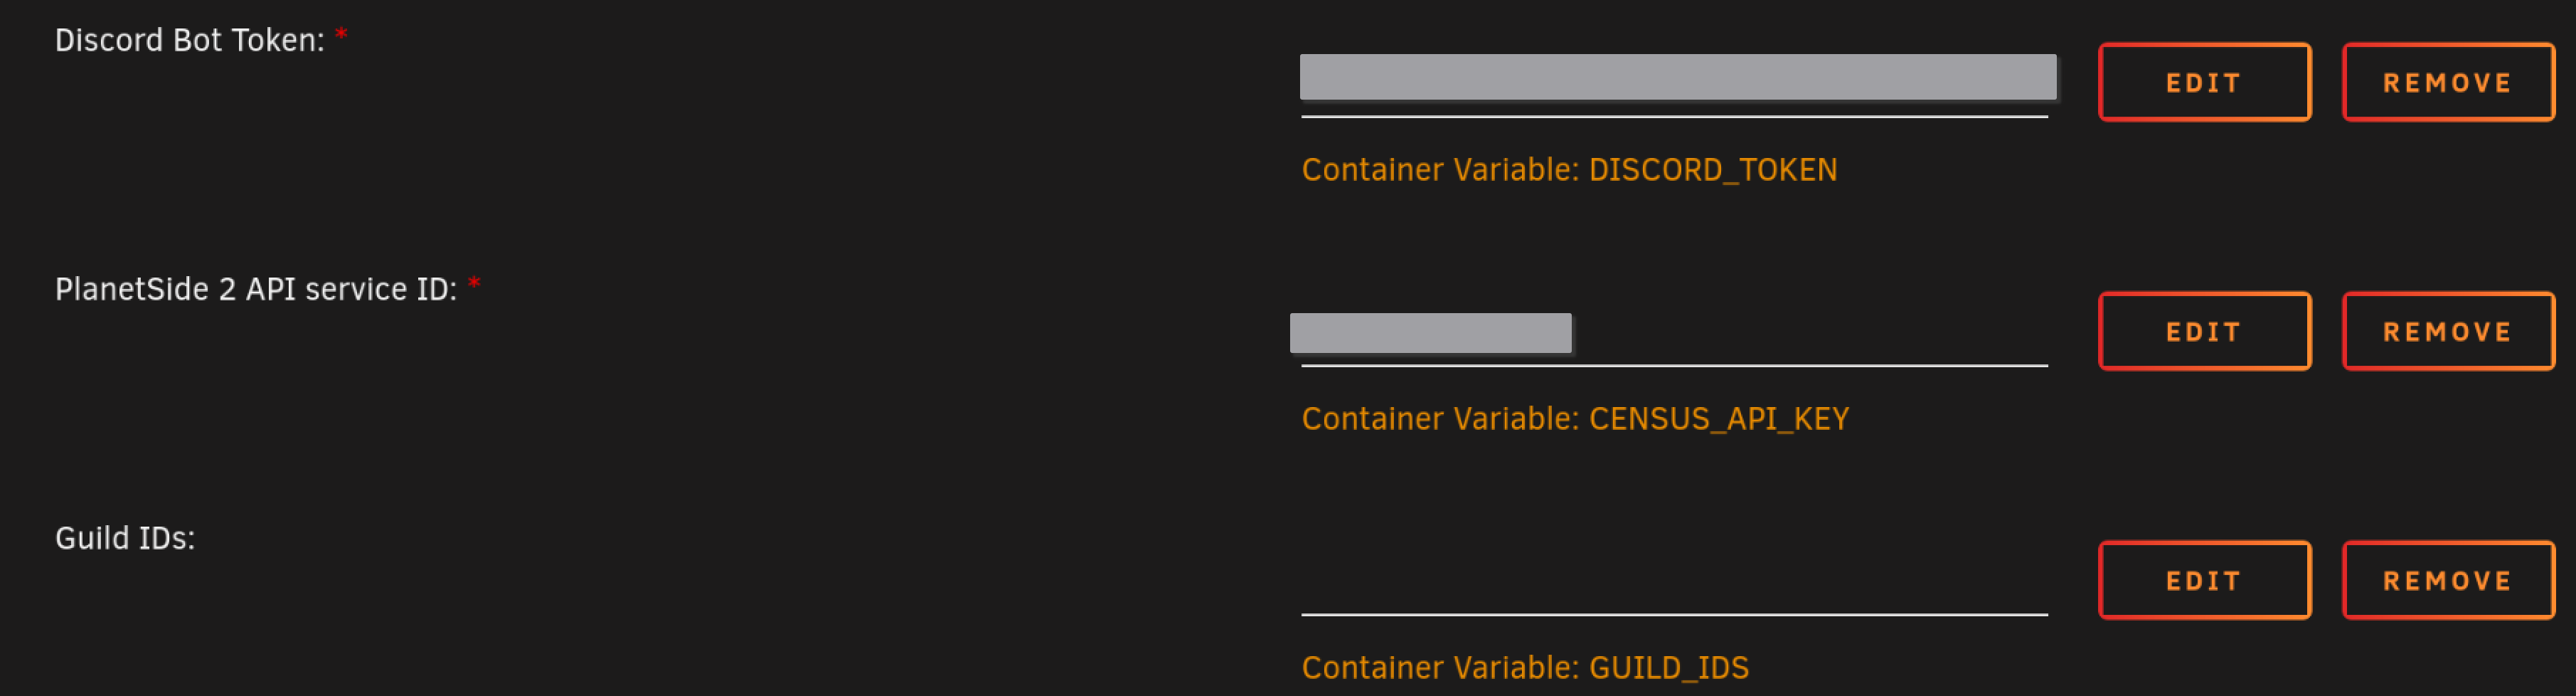 Discord Bot Token: *
EDIT
REMOVE
Container Variable: DISCORD_TOKEN
PlanetSide 2 API service ID: *
EDIT
REMOVE
Container Variable: CENSUS_API_KEY
Guild IDs:
EDIT
REMOVE
Container Variable: GUILD_IDS